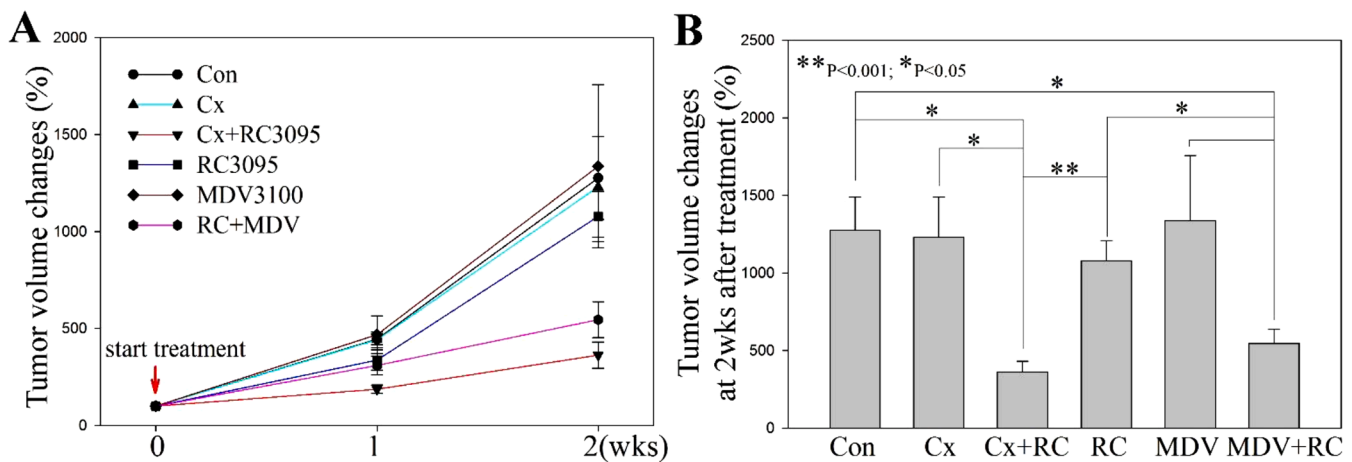 A
Tumor volume changes (%)
2000
1500
1000
500
0
Con
Cx
Cx+RC3095
RC3095
MDV3100
RC+MDV
start treatment
0 1 2(wks)
B
Tumor volume changes
at 2wks after treatment (%)
2500
2000
1500
1000
500
0
**P<0.001; *P<0.05
*
*
*
*
**
Con Cx Cx+RC RC MDV MDV+RC